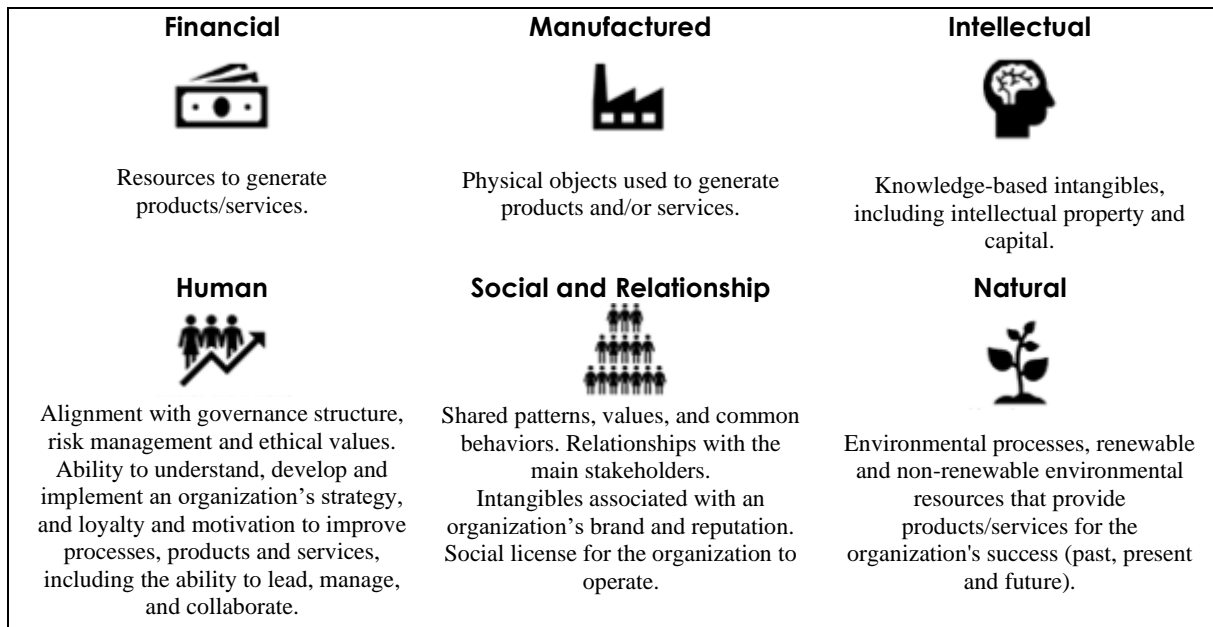 Financial
Resources to generate
products/services.
Manufactured
Physical objects used to generate
products and/or services.
Intellectual
Knowledge-based intangibles,
including intellectual property and
capital.
Human
Alignment with governance structure,
risk management and ethical values.
Ability to understand, develop and
implement an organization’s strategy,
and loyalty and motivation to improve
processes, products and services,
including the ability to lead, manage,
and collaborate.
Social and Relationship
Shared patterns, values, and common
behaviors. Relationships with the
main stakeholders.
Intangibles associated with an
organization’s brand and reputation.
Social license for the organization to
operate.
Natural
Environmental processes, renewable
and non-renewable environmental
resources that provide
products/services for the
organization's success (past, present
and future).